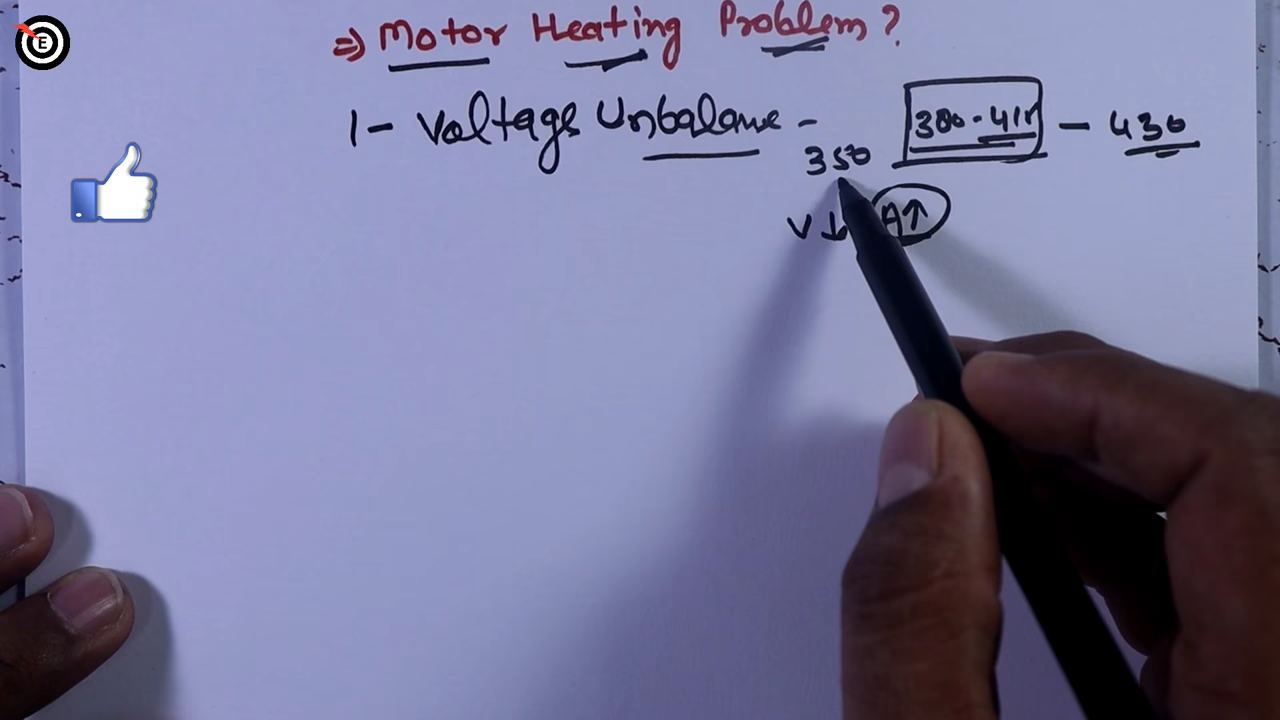 E
⇒ Motor Heating Problem?
1 - Voltage Unbalance - 380 - 415 - 430
350
V↓ A↑